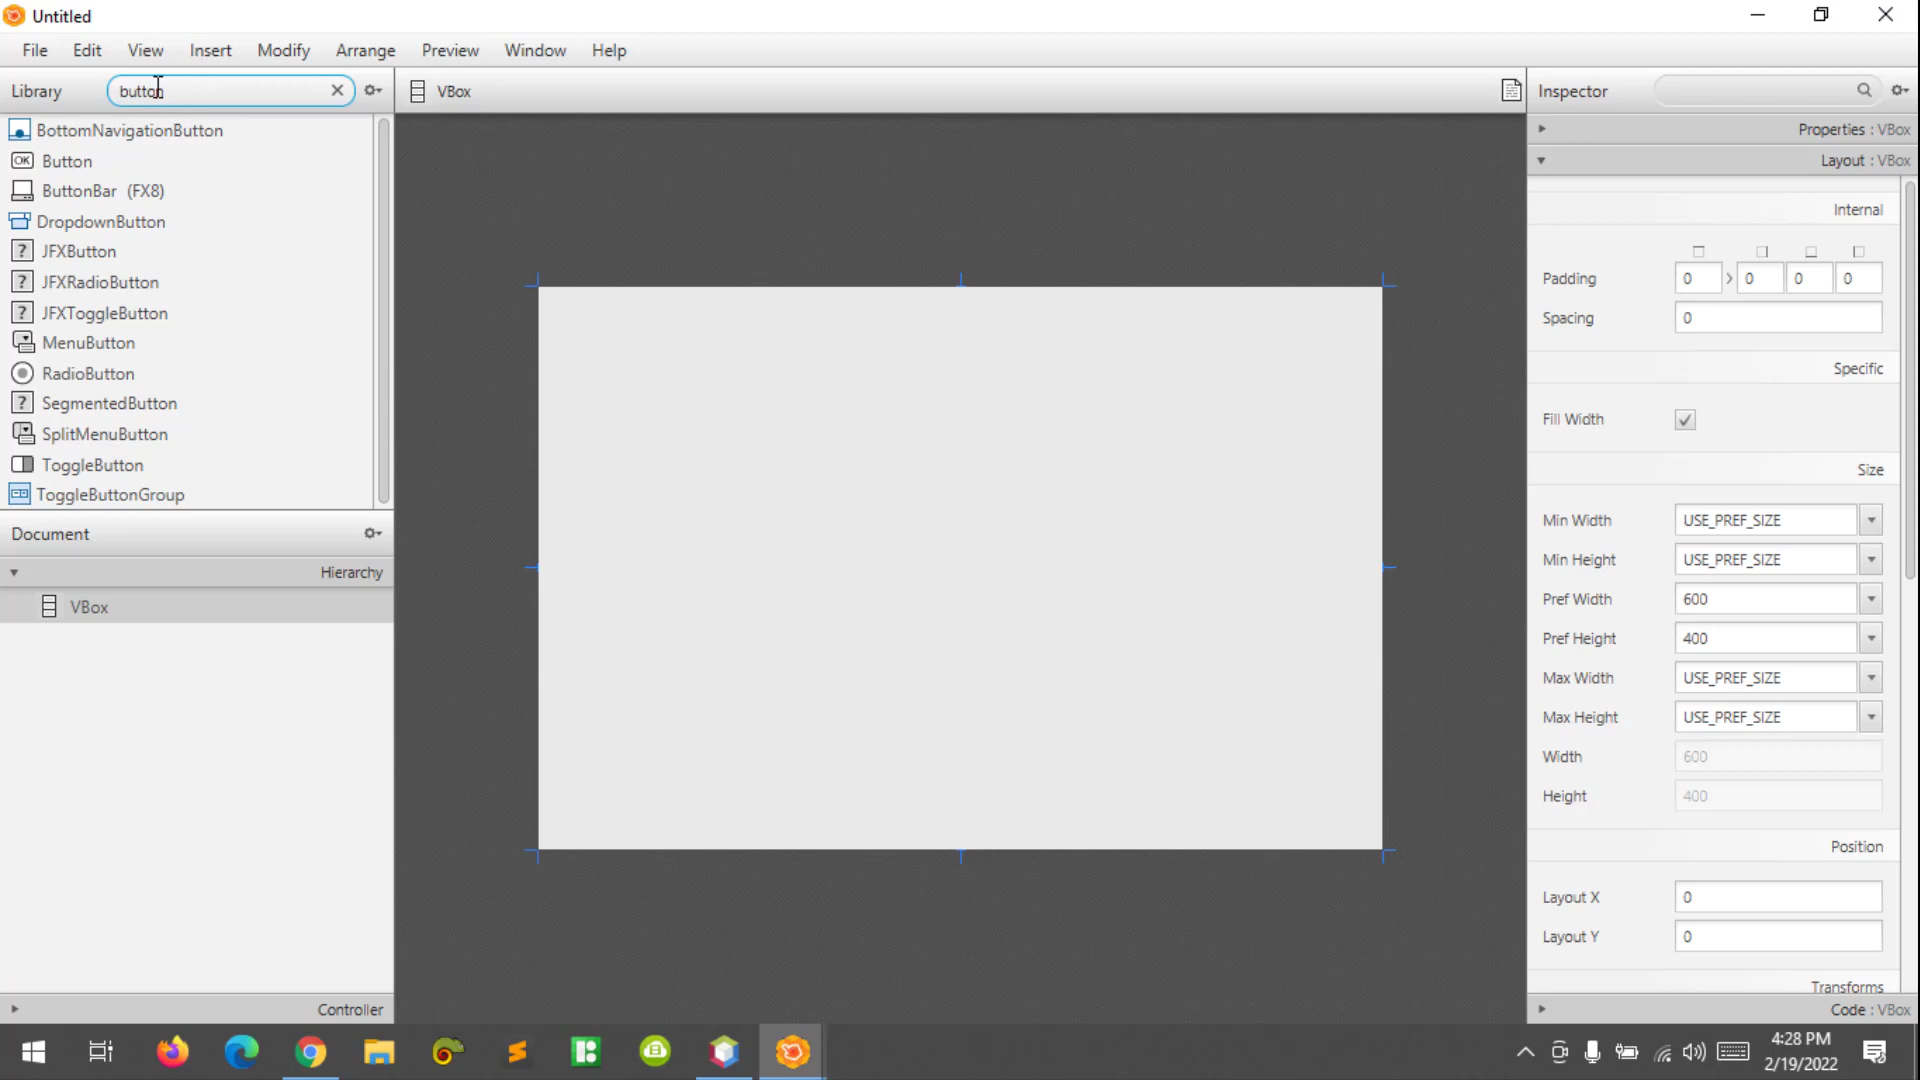 Untitled
File Edit View Insert Modify Arrange Preview Window Help
Library button
VBox
Inspector
BottomNavigationButton
OK Button
ButtonBar (FX8)
DropdownButton
? JFXButton
? JFXRadioButton
? JFXToggleButton
MenuButton
RadioButton
? SegmentedButton
SplitMenuButton
ToggleButton
ToggleButtonGroup
Document
Hierarchy
VBox
Controller
Properties : VBox
Layout : VBox
Internal
Padding 0 > 0 0 0
Spacing 0
Specific
Fill Width
Size
Min Width USE_PREF_SIZE
Min Height USE_PREF_SIZE
Pref Width 600
Pref Height 400
Max Width USE_PREF_SIZE
Max Height USE_PREF_SIZE
Width 600
Height 400
Position
Layout X 0
Layout Y 0
Transforms
Code : VBox
4:28 PM
2/19/2022